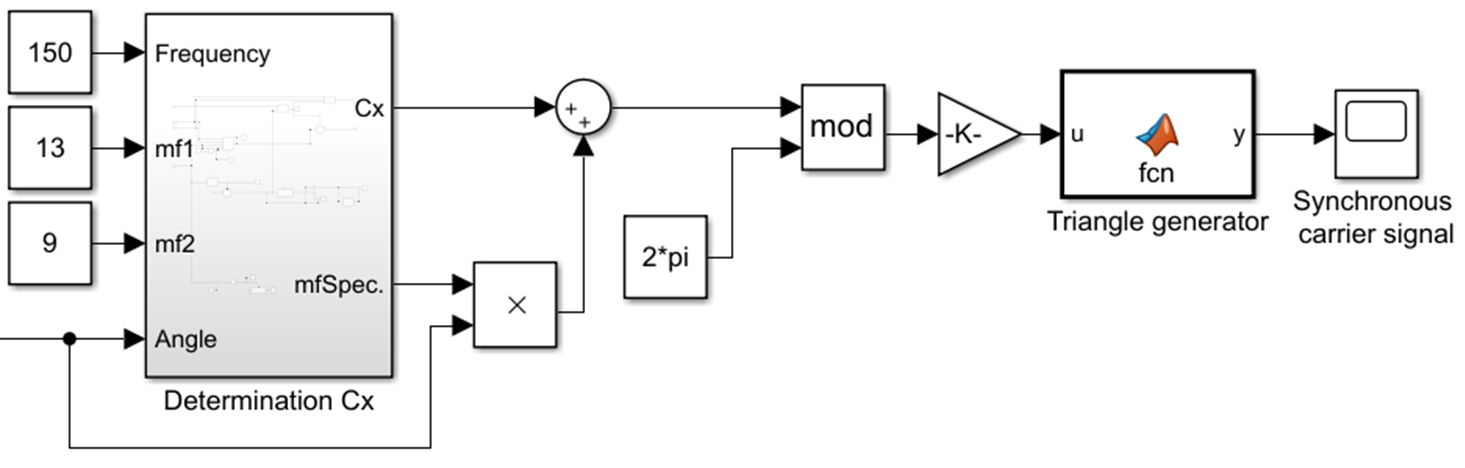 150
Frequency
Cx
13
mf1
9
mf2
mfSpec.
Angle
Determination Cx
×
+
+
2*pi
mod
-K-
u
fcn
y
Triangle generator
Synchronous
carrier signal